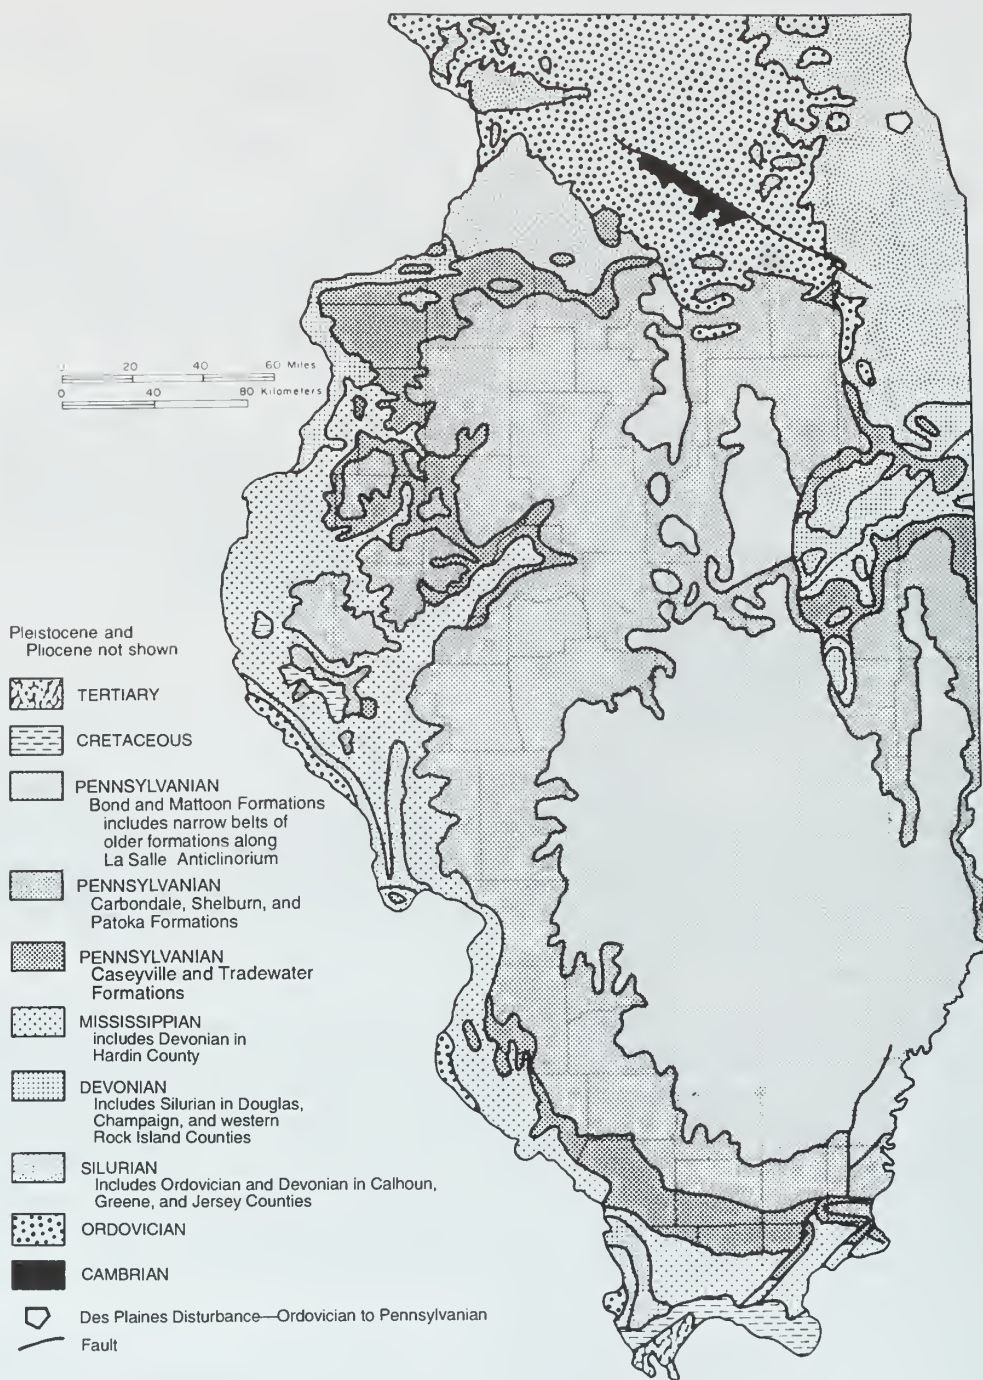 0 20 40 60 Miles
0 40 80 Kilometers
Pleistocene and
Pliocene not shown
TERTIARY
CRETACEOUS
PENNSYLVANIAN
Bond and Mattoon Formations
includes narrow belts of
older formations along
La Salle Anticlinorium
PENNSYLVANIAN
Carbondale, Shelburn, and
Patoka Formations
PENNSYLVANIAN
Caseyville and Tradewater
Formations
MISSISSIPPIAN
includes Devonian in
Hardin County
DEVONIAN
Includes Silurian in Douglas,
Champaign, and western
Rock Island Counties
SILURIAN
Includes Ordovician and Devonian in Calhoun,
Greene, and Jersey Counties
ORDOVICIAN
CAMBRIAN
Des Plaines Disturbance—Ordovician to Pennsylvanian
Fault